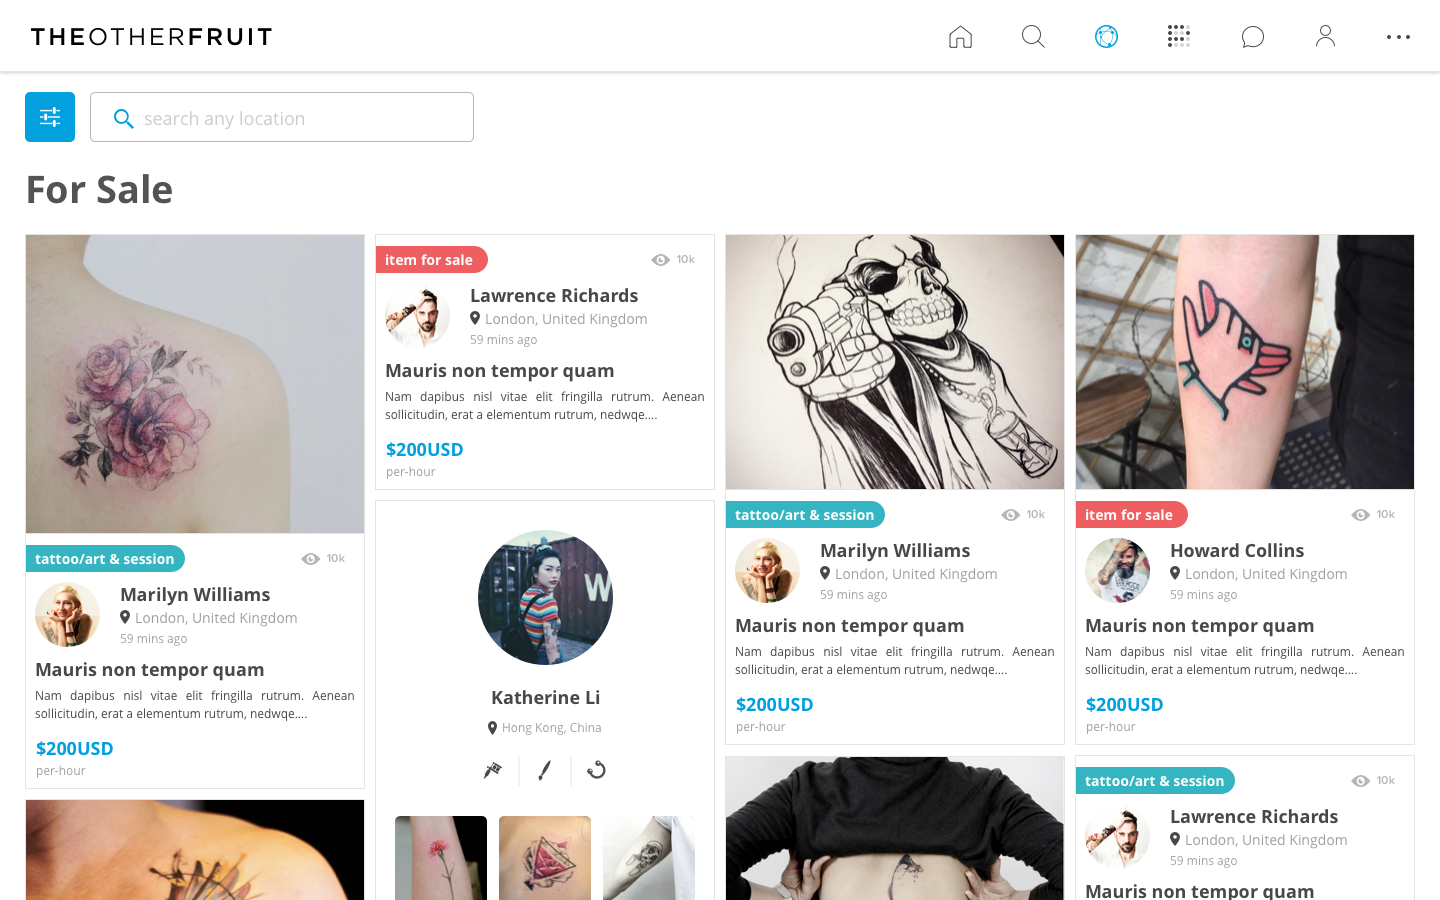 THEOTHERFRUIT
search any location
For Sale
tattoo/art & session
10k
Marilyn Williams
London, United Kingdom
59 mins ago
Mauris non tempor quam
Nam dapibus nisl vitae elit fringilla rutrum. Aenean
sollicitudin, erat a elementum rutrum, nedwqe....
$200USD
per-hour
item for sale
10k
Lawrence Richards
London, United Kingdom
59 mins ago
Mauris non tempor quam
Nam dapibus nisl vitae elit fringilla rutrum. Aenean
sollicitudin, erat a elementum rutrum, nedwqe....
$200USD
per-hour
W
Katherine Li
Hong Kong, China
tattoo/art & session
10k
Marilyn Williams
London, United Kingdom
59 mins ago
Mauris non tempor quam
Nam dapibus nisl vitae elit fringilla rutrum. Aenean
sollicitudin, erat a elementum rutrum, nedwqe....
$200USD
per-hour
item for sale
10k
Howard Collins
London, United Kingdom
59 mins ago
Mauris non tempor quam
Nam dapibus nisl vitae elit fringilla rutrum. Aenean
sollicitudin, erat a elementum rutrum, nedwqe....
$200USD
per-hour
tattoo/art & session
10k
Lawrence Richards
London, United Kingdom
59 mins ago
Mauris non tempor quam